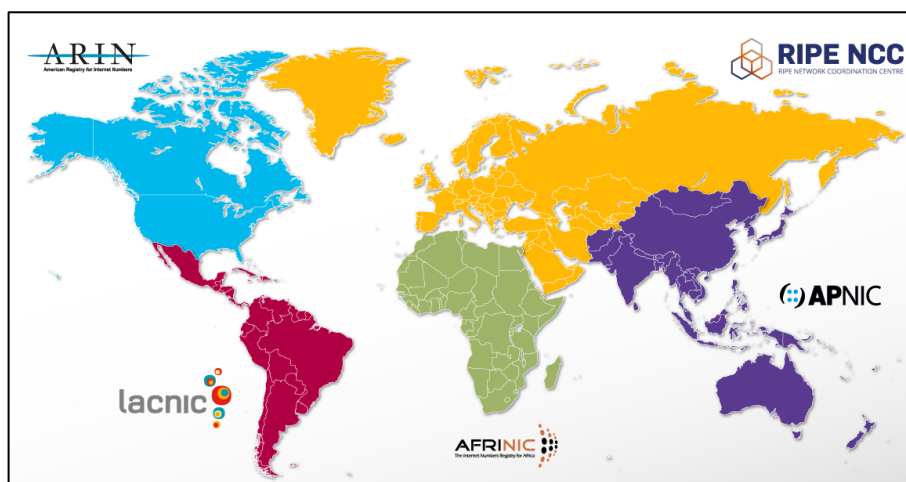 ARIN
American Registry for Internet Numbers
RIPE NCC
RIPE NETWORK COORDINATION CENTRE
APNIC
lacnic
AFRINIC
The Internet Numbers Registry for Africa